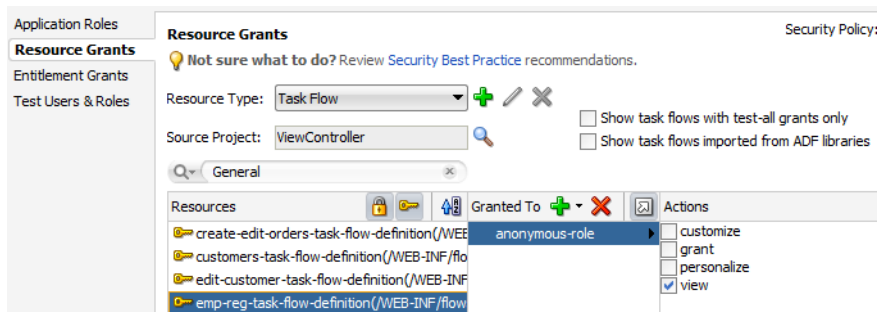 Application Roles
Resource Grants
Entitlement Grants
Test Users & Roles
Resource Grants
Security Policy:
Not sure what to do? Review Security Best Practice recommendations.
Resource Type: Task Flow
Show task flows with test-all grants only
Source Project: ViewController
Show task flows imported from ADF libraries
General
Resources Granted To Actions
create-edit-orders-task-flow-definition(/WEE
customers-task-flow-definition(/WEB-INF/flo
edit-customer-task-flow-definition(/WEB-INF
emp-reg-task-flow-definition(/WEB-INF/flow
anonymous-role
customize
grant
personalize
view